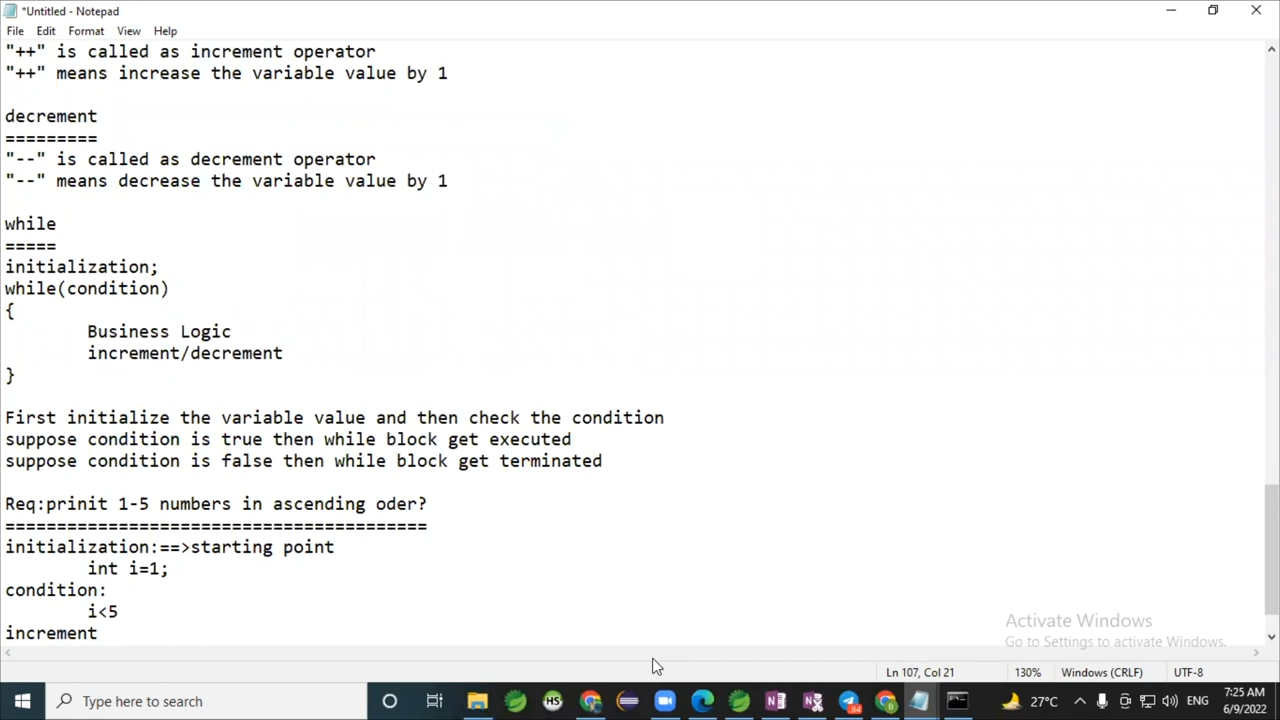 *Untitled - Notepad
File Edit Format View Help
"++" is called as increment operator
"++" means increase the variable value by 1
decrement
=========
"--" is called as decrement operator
"--" means decrease the variable value by 1
while
=====
initialization;
while(condition)
{
Business Logic
increment/decrement
}
First initialize the variable value and then check the condition
suppose condition is true then while block get executed
suppose condition is false then while block get terminated
Req:prinit 1-5 numbers in ascending oder?
=========================================
initialization:==>starting point
int i=1;
condition:
i<5
increment
Activate Windows
Go to Settings to activate Windows.
Ln 107, Col 21 130% Windows (CRLF) UTF-8
Type here to search HS 94 27°C ENG 7:25 AM
6/9/2022